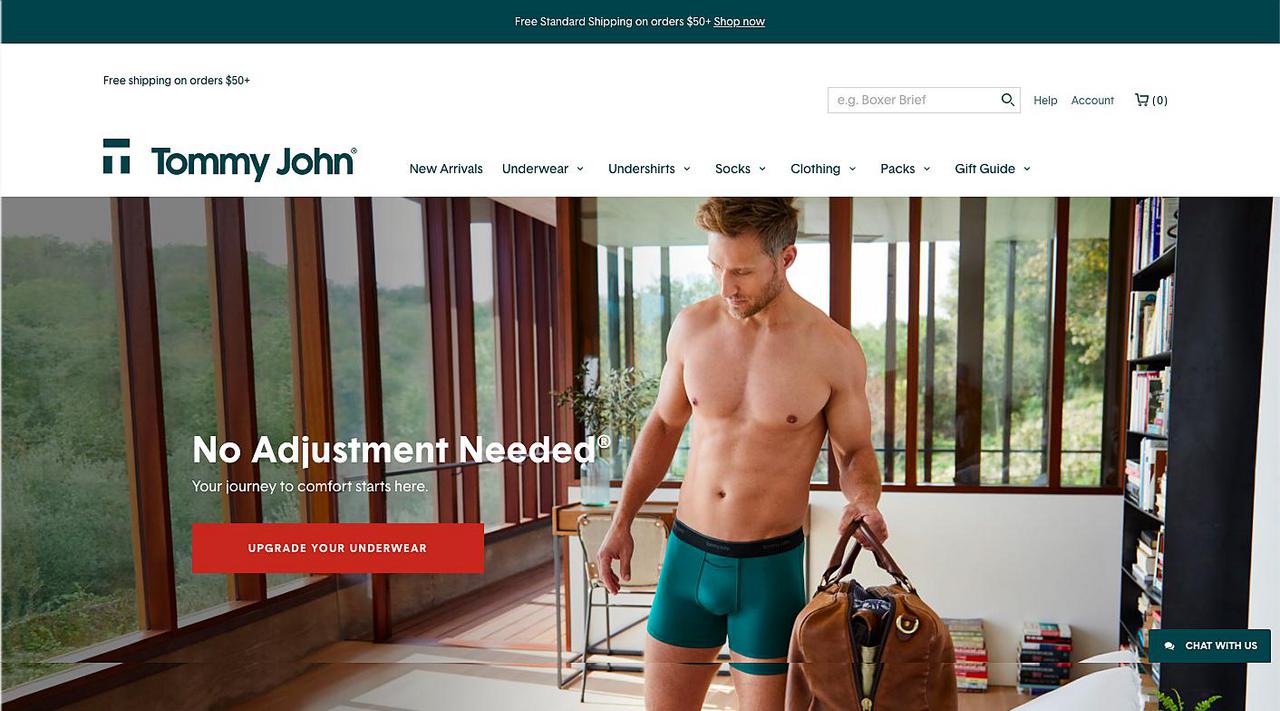 Free Standard Shipping on orders $50+ Shop now
Free shipping on orders $50+
e.g. Boxer Brief
Help Account (0)
Tommy John®
New Arrivals Underwear Undershirts Socks Clothing Packs Gift Guide
No Adjustment Needed®
Your journey to comfort starts here.
UPGRADE YOUR UNDERWEAR
CHAT WITH US